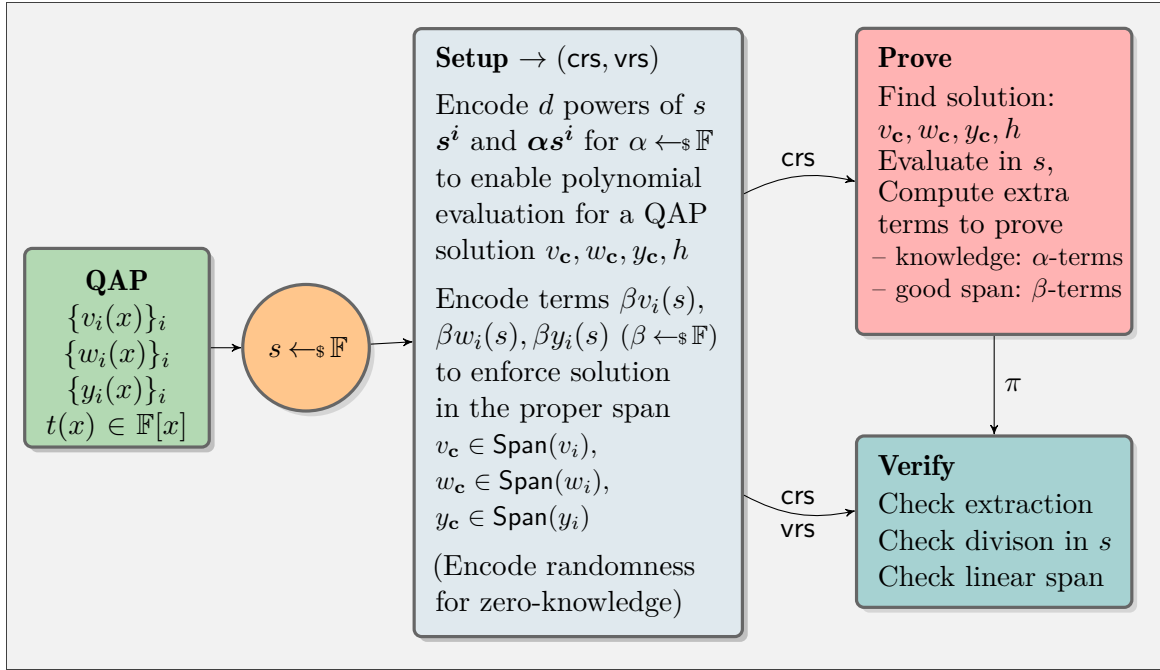 QAP
{v_i(x)}_i
{w_i(x)}_i
{y_i(x)}_i
t(x) ∈ 𝔽[x]
s ←$ 𝔽
Setup → (crs, vrs)
Encode d powers of s
s^i and αs^i for α ←$ 𝔽
to enable polynomial
evaluation for a QAP
solution v_c, w_c, y_c, h
Encode terms βv_i(s),
βw_i(s), βy_i(s) (β ←$ 𝔽)
to enforce solution
in the proper span
v_c ∈ Span(v_i),
w_c ∈ Span(w_i),
y_c ∈ Span(y_i)
(Encode randomness
for zero-knowledge)
crs
Prove
Find solution:
v_c, w_c, y_c, h
Evaluate in s,
Compute extra
terms to prove
– knowledge: α-terms
– good span: β-terms
π
crs
vrs
Verify
Check extraction
Check divison in s
Check linear span